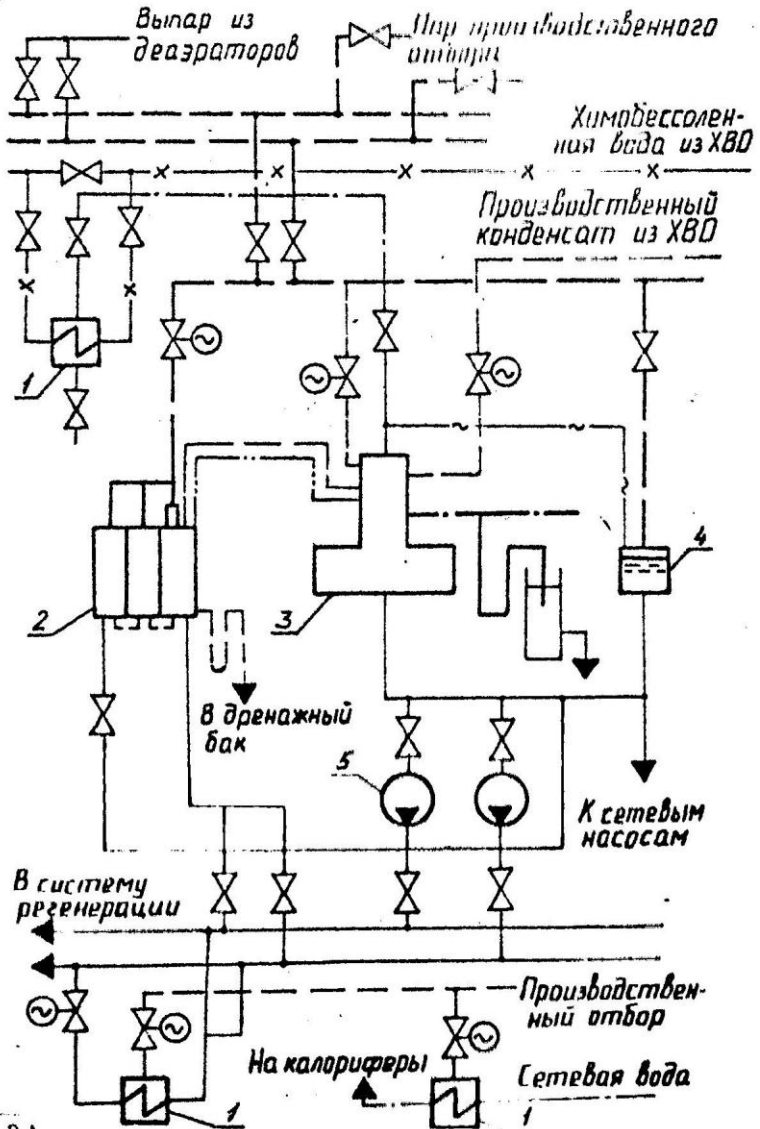 Выпар из
деаэраторов
Пар производственного
отбора
Химобессолен-
ная вода из ХВО
Производственный
конденсат из ХВО
1
2
3
4
В дренажный
бак
5
К сетевым
насосам
В систему
регенерации
Производствен-
ный отбор
На калориферы
Сетевая вода
1
1